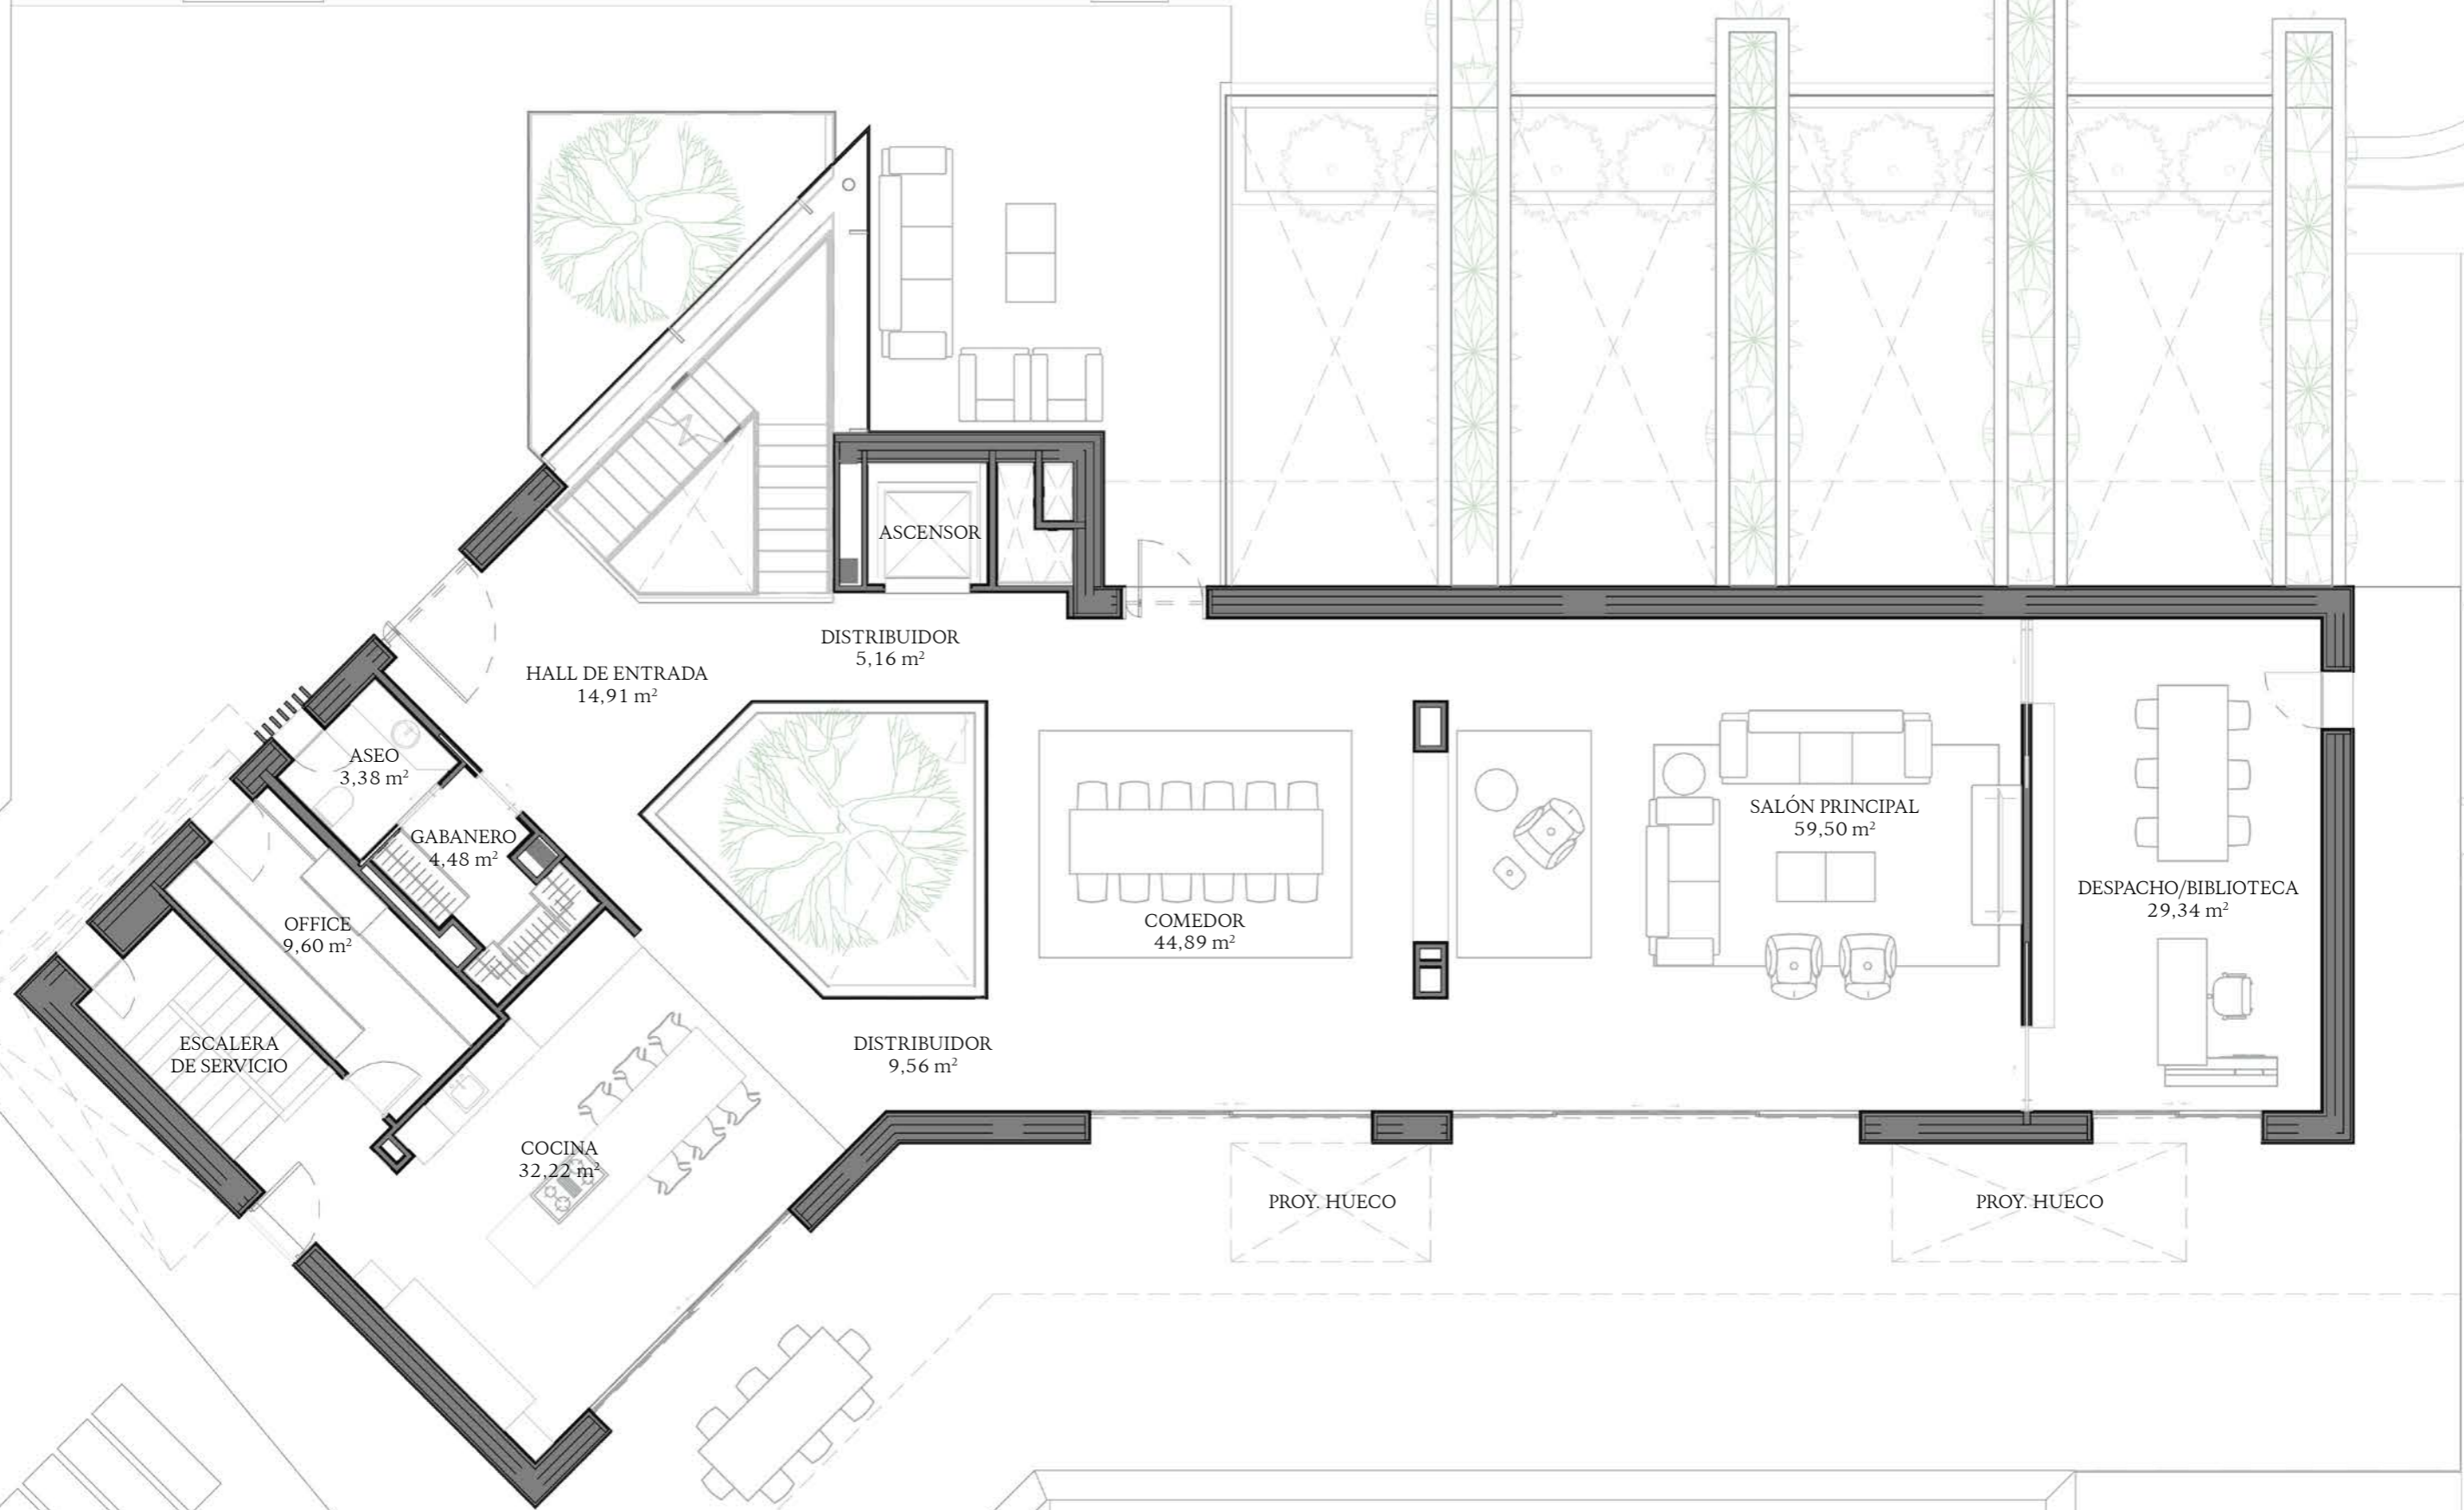 ASCENSOR
DISTRIBUIDOR
5,16 m²
HALL DE ENTRADA
14,91 m²
ASEO
3,38 m²
GABANERO
4,48 m²
OFFICE
9,60 m²
ESCALERA
DE SERVICIO
COCINA
32,22 m²
DISTRIBUIDOR
9,56 m²
COMEDOR
44,89 m²
SALÓN PRINCIPAL
59,50 m²
DESPACHO/BIBLIOTECA
29,34 m²
PROY. HUECO
PROY. HUECO